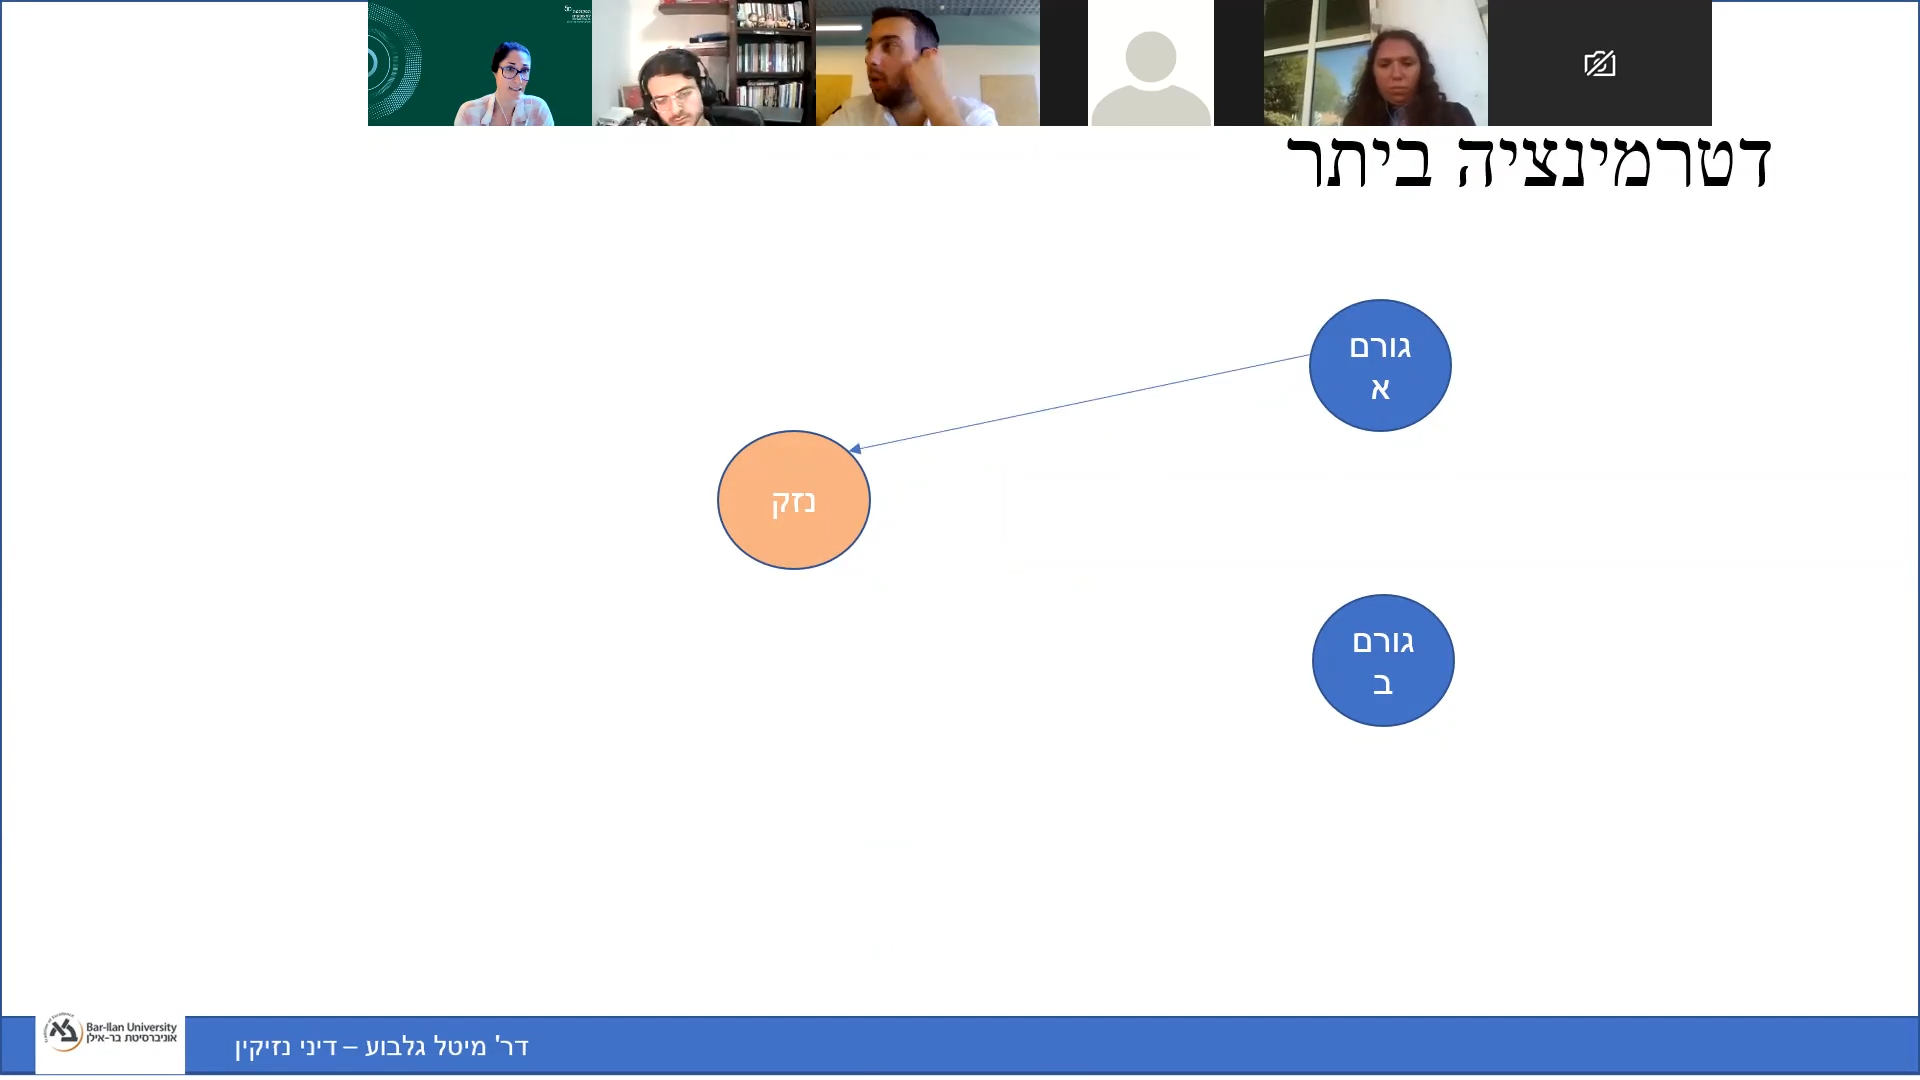 דטרמינציה ביתר
גורם
א
נזק
גורם
ב
Bar-Ilan University
אוניברסיטת בר-אילן
דר' מיטל גלבוע – דיני נזיקין